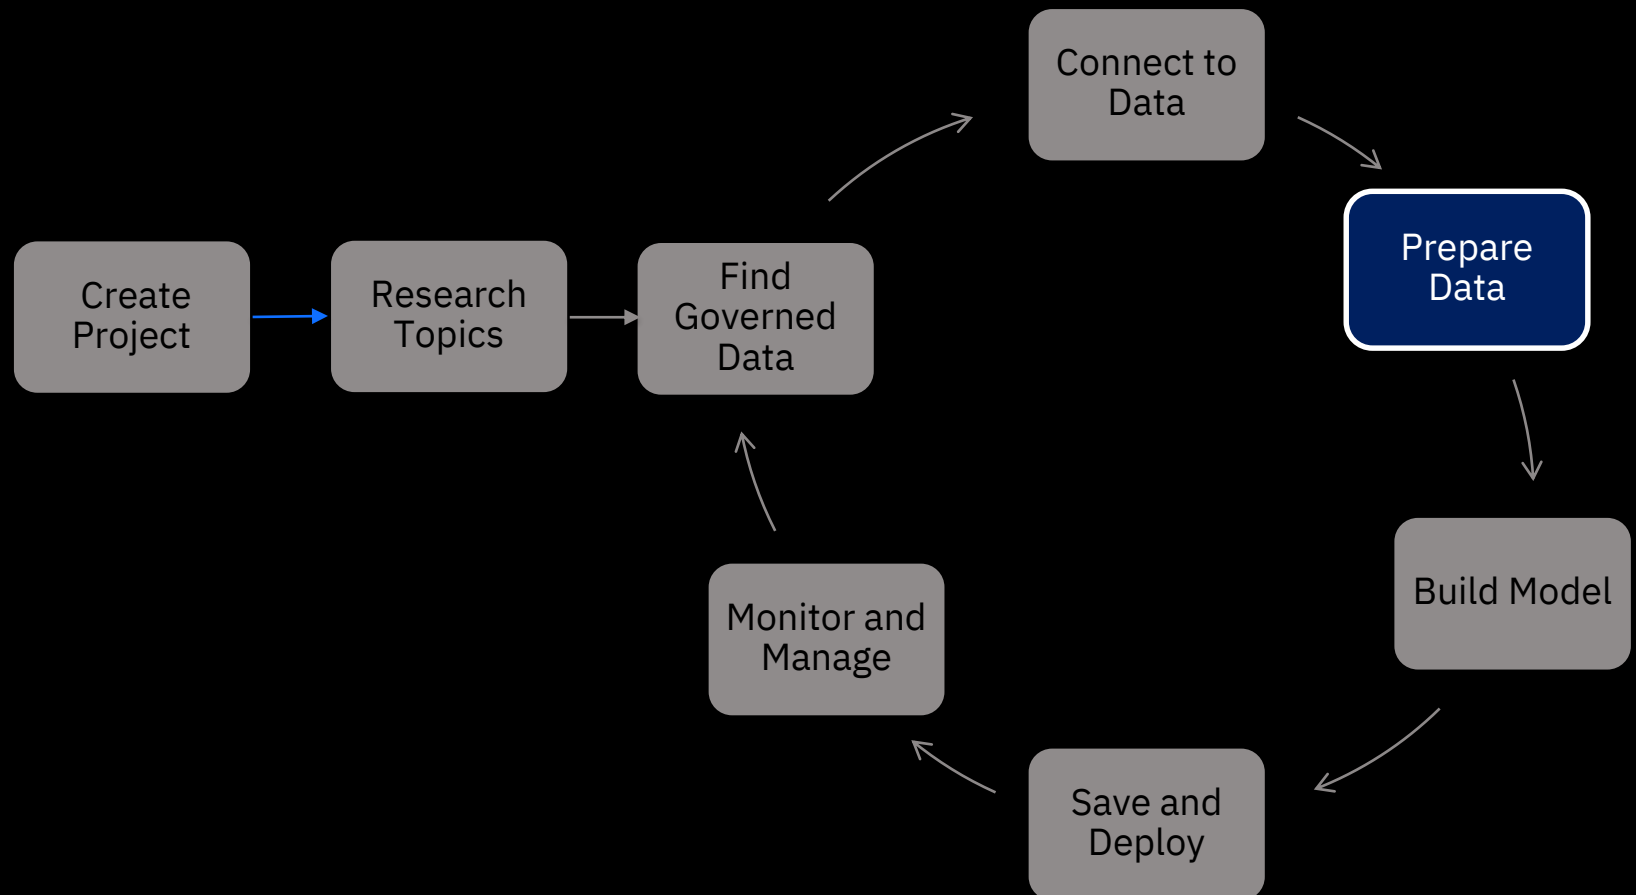 Create
Project
Research
Topics
Find
Governed
Data
Connect to
Data
Prepare
Data
Build Model
Save and
Deploy
Monitor and
Manage